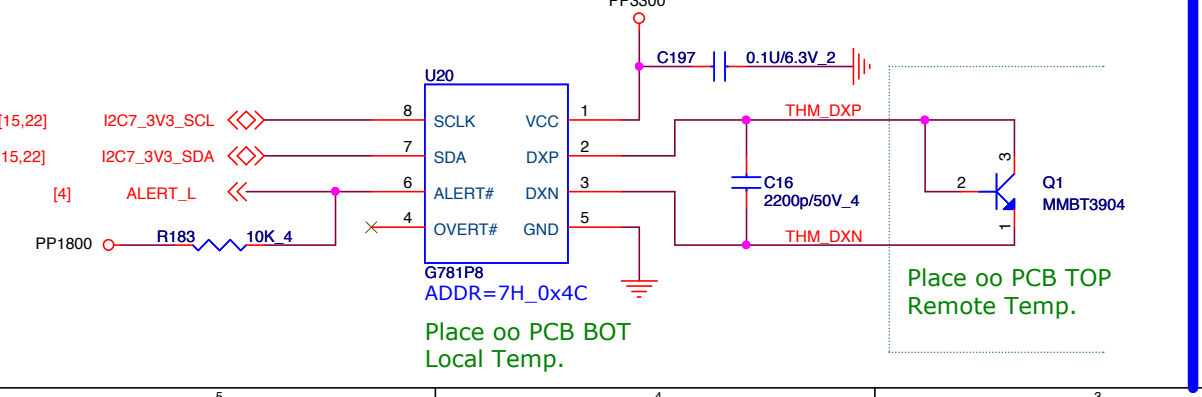 PP3300
C197
0.1U/6.3V_2
U20
[15,22]
I2C7_3V3_SCL
8
SCLK
VCC
1
THM_DXP
15,22]
I2C7_3V3_SDA
7
SDA
DXP
2
3
[4]
ALERT_L
6
ALERT#
DXN
3
C16
2200p/50V_4
2
Q1
MMBT3904
4
OVERT#
GND
5
1
PP1800
R183
10K_4
THM_DXN
G781P8
ADDR=7H_0x4C
Place oo PCB TOP
Remote Temp.
Place oo PCB BOT
Local Temp.
5
4
3